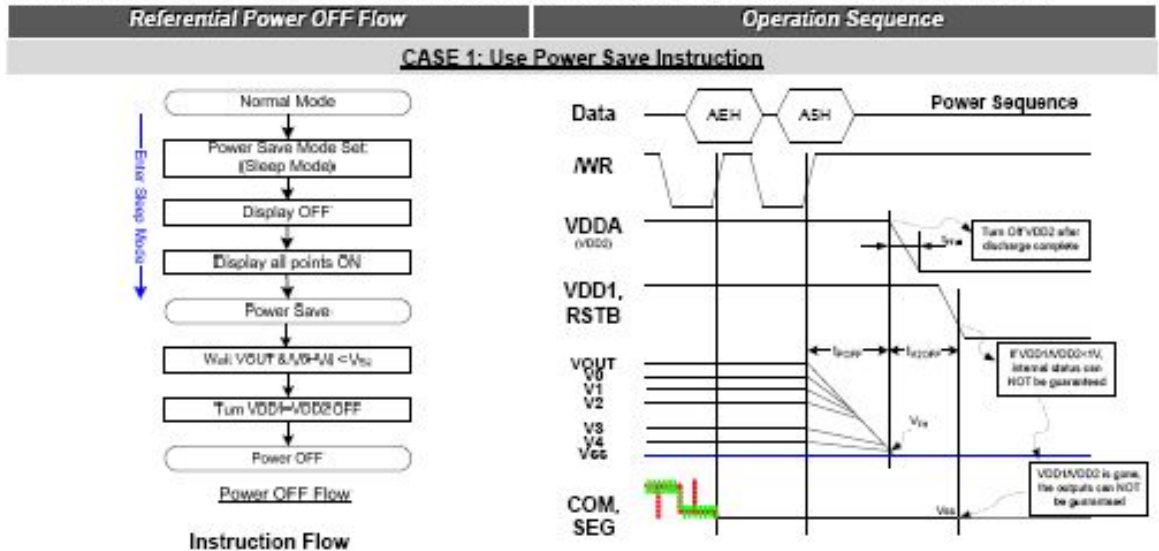 Referential Power OFF Flow
Operation Sequence
CASE 1: Use Power Save Instruction
Normal Mode
Power Save Mode Set:
(Sleep Mode)
Display OFF
Display all points ON
Power Save
Wait VOUT &
Turn VDD1 VDD2 OFF
Power OFF
Enter Sleep Mode
Power OFF Flow
Instruction Flow
Data
AEH
A5H
Power Sequence
/WR
VDDA
(VDD2)
Turn Off VDD2 after
discharge complete
VDD1,
RSTB
tPOFF
tV2OFF
If VDD1/VDD2<1V,
internal status can
NOT be guaranteed
VOUT
V0
V1
V2
V3
V4
VSS
VDD1/VDD2 is gone,
the outputs can NOT
be guaranteed
COM,
SEG
VSS